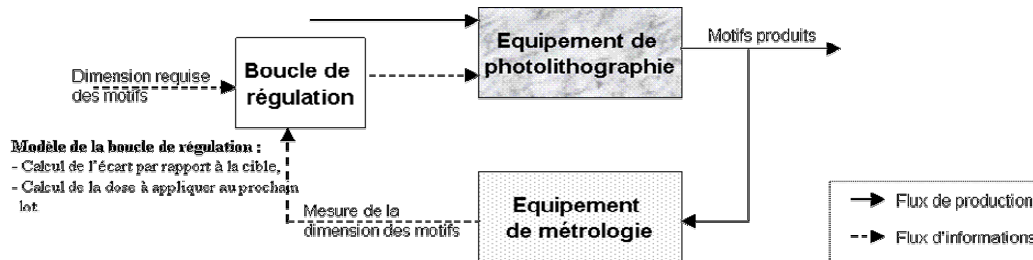 Equipement de
photolithographie
Motifs produits
Boucle de
régulation
Dimension requise
des motifs
Modèle de la boucle de régulation :
- Calcul de l'écart par rapport à la cible,
- Calcul de la dose à appliquer au prochain
lot
Mesure de la
dimension des motifs
Equipement
de métrologie
Flux de production
Flux d'informations